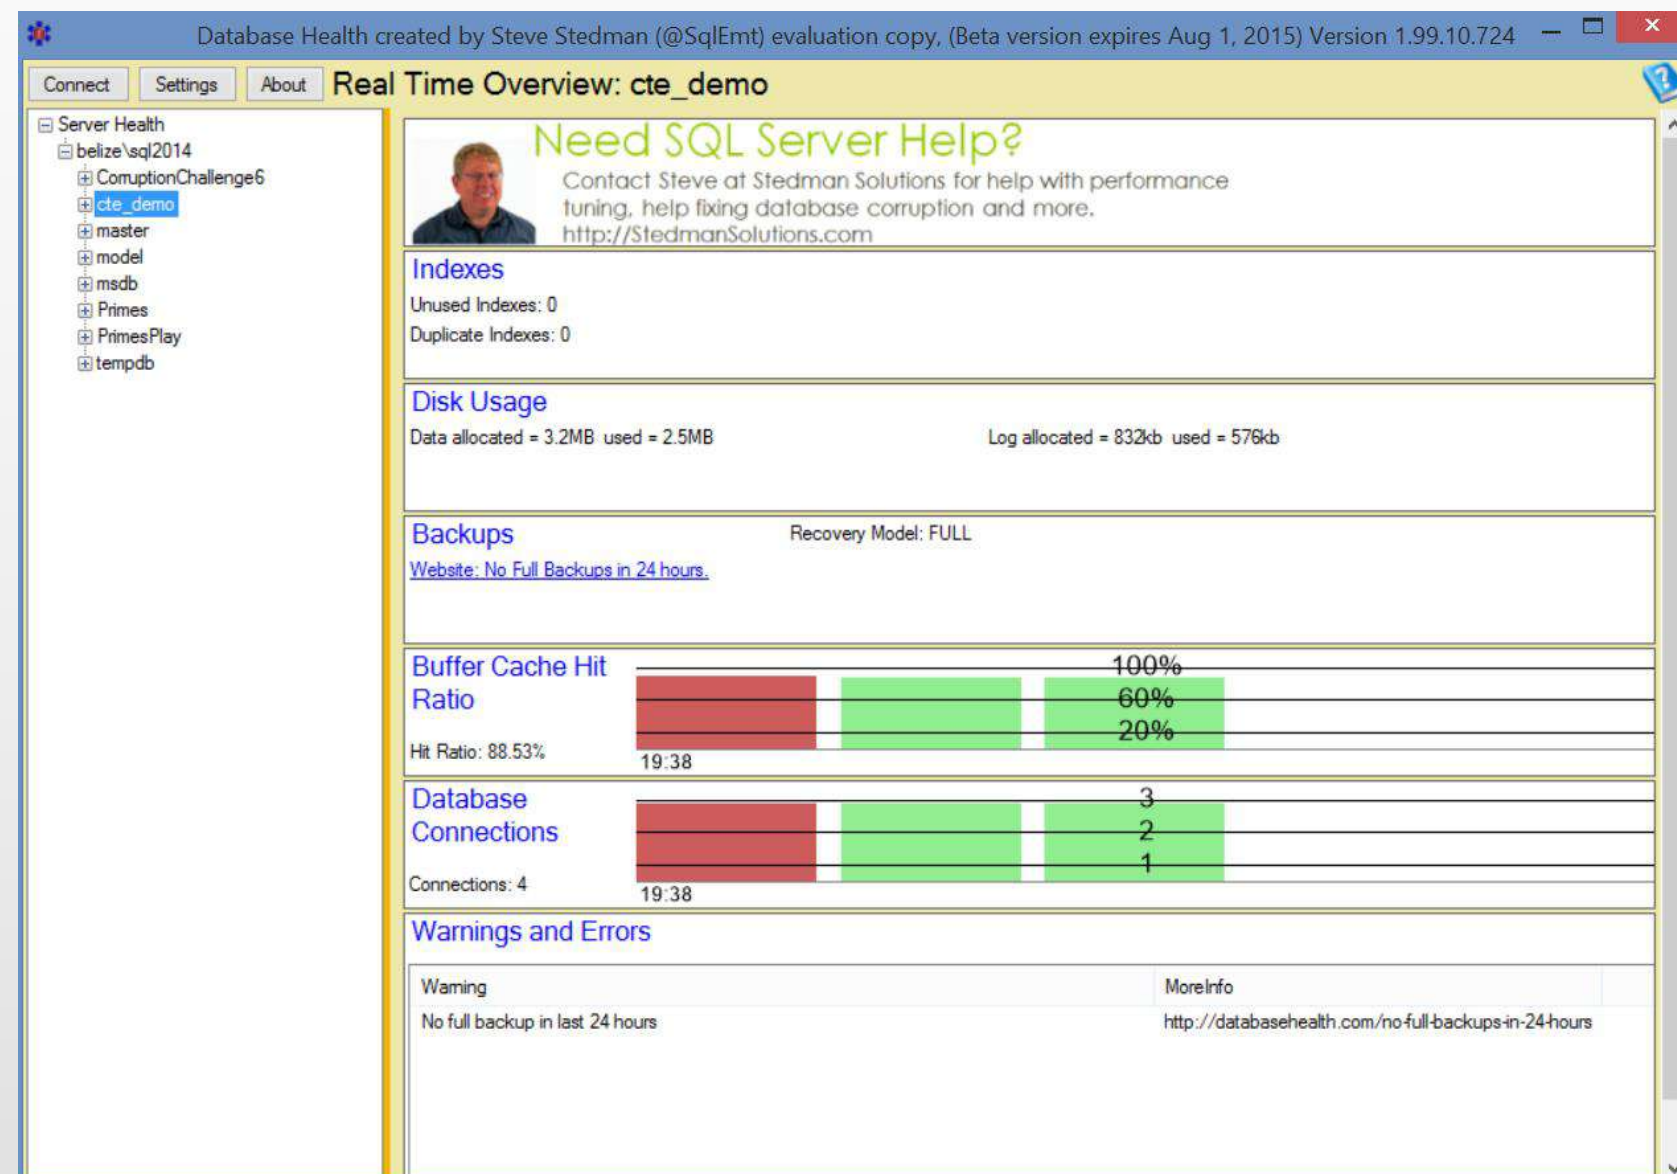 Database Health created by Steve Stedman (@SqlEmt) evaluation copy, (Beta version expires Aug 1, 2015) Version 1.99.10.724
Connect
Settings
About
Real Time Overview: cte_demo
Server Health
belize\sql2014
CorruptionChallenge6
cte_demo
master
model
msdb
Primes
PrimesPlay
tempdb
Need SQL Server Help?
Contact Steve at Stedman Solutions for help with performance
tuning, help fixing database corruption and more.
http://StedmanSolutions.com
Indexes
Unused Indexes: 0
Duplicate Indexes: 0
Disk Usage
Data allocated = 3.2MB used = 2.5MB
Log allocated = 832kb used = 576kb
Backups
Recovery Model: FULL
Website: No Full Backups in 24 hours.
Buffer Cache Hit
Ratio
Hit Ratio: 88.53%
100%
60%
20%
19:38
Database
Connections
Connections: 4
3
2
1
19:38
Warnings and Errors
Warning
MoreInfo
No full backup in last 24 hours
http://databasehealth.com/no-full-backups-in-24-hours